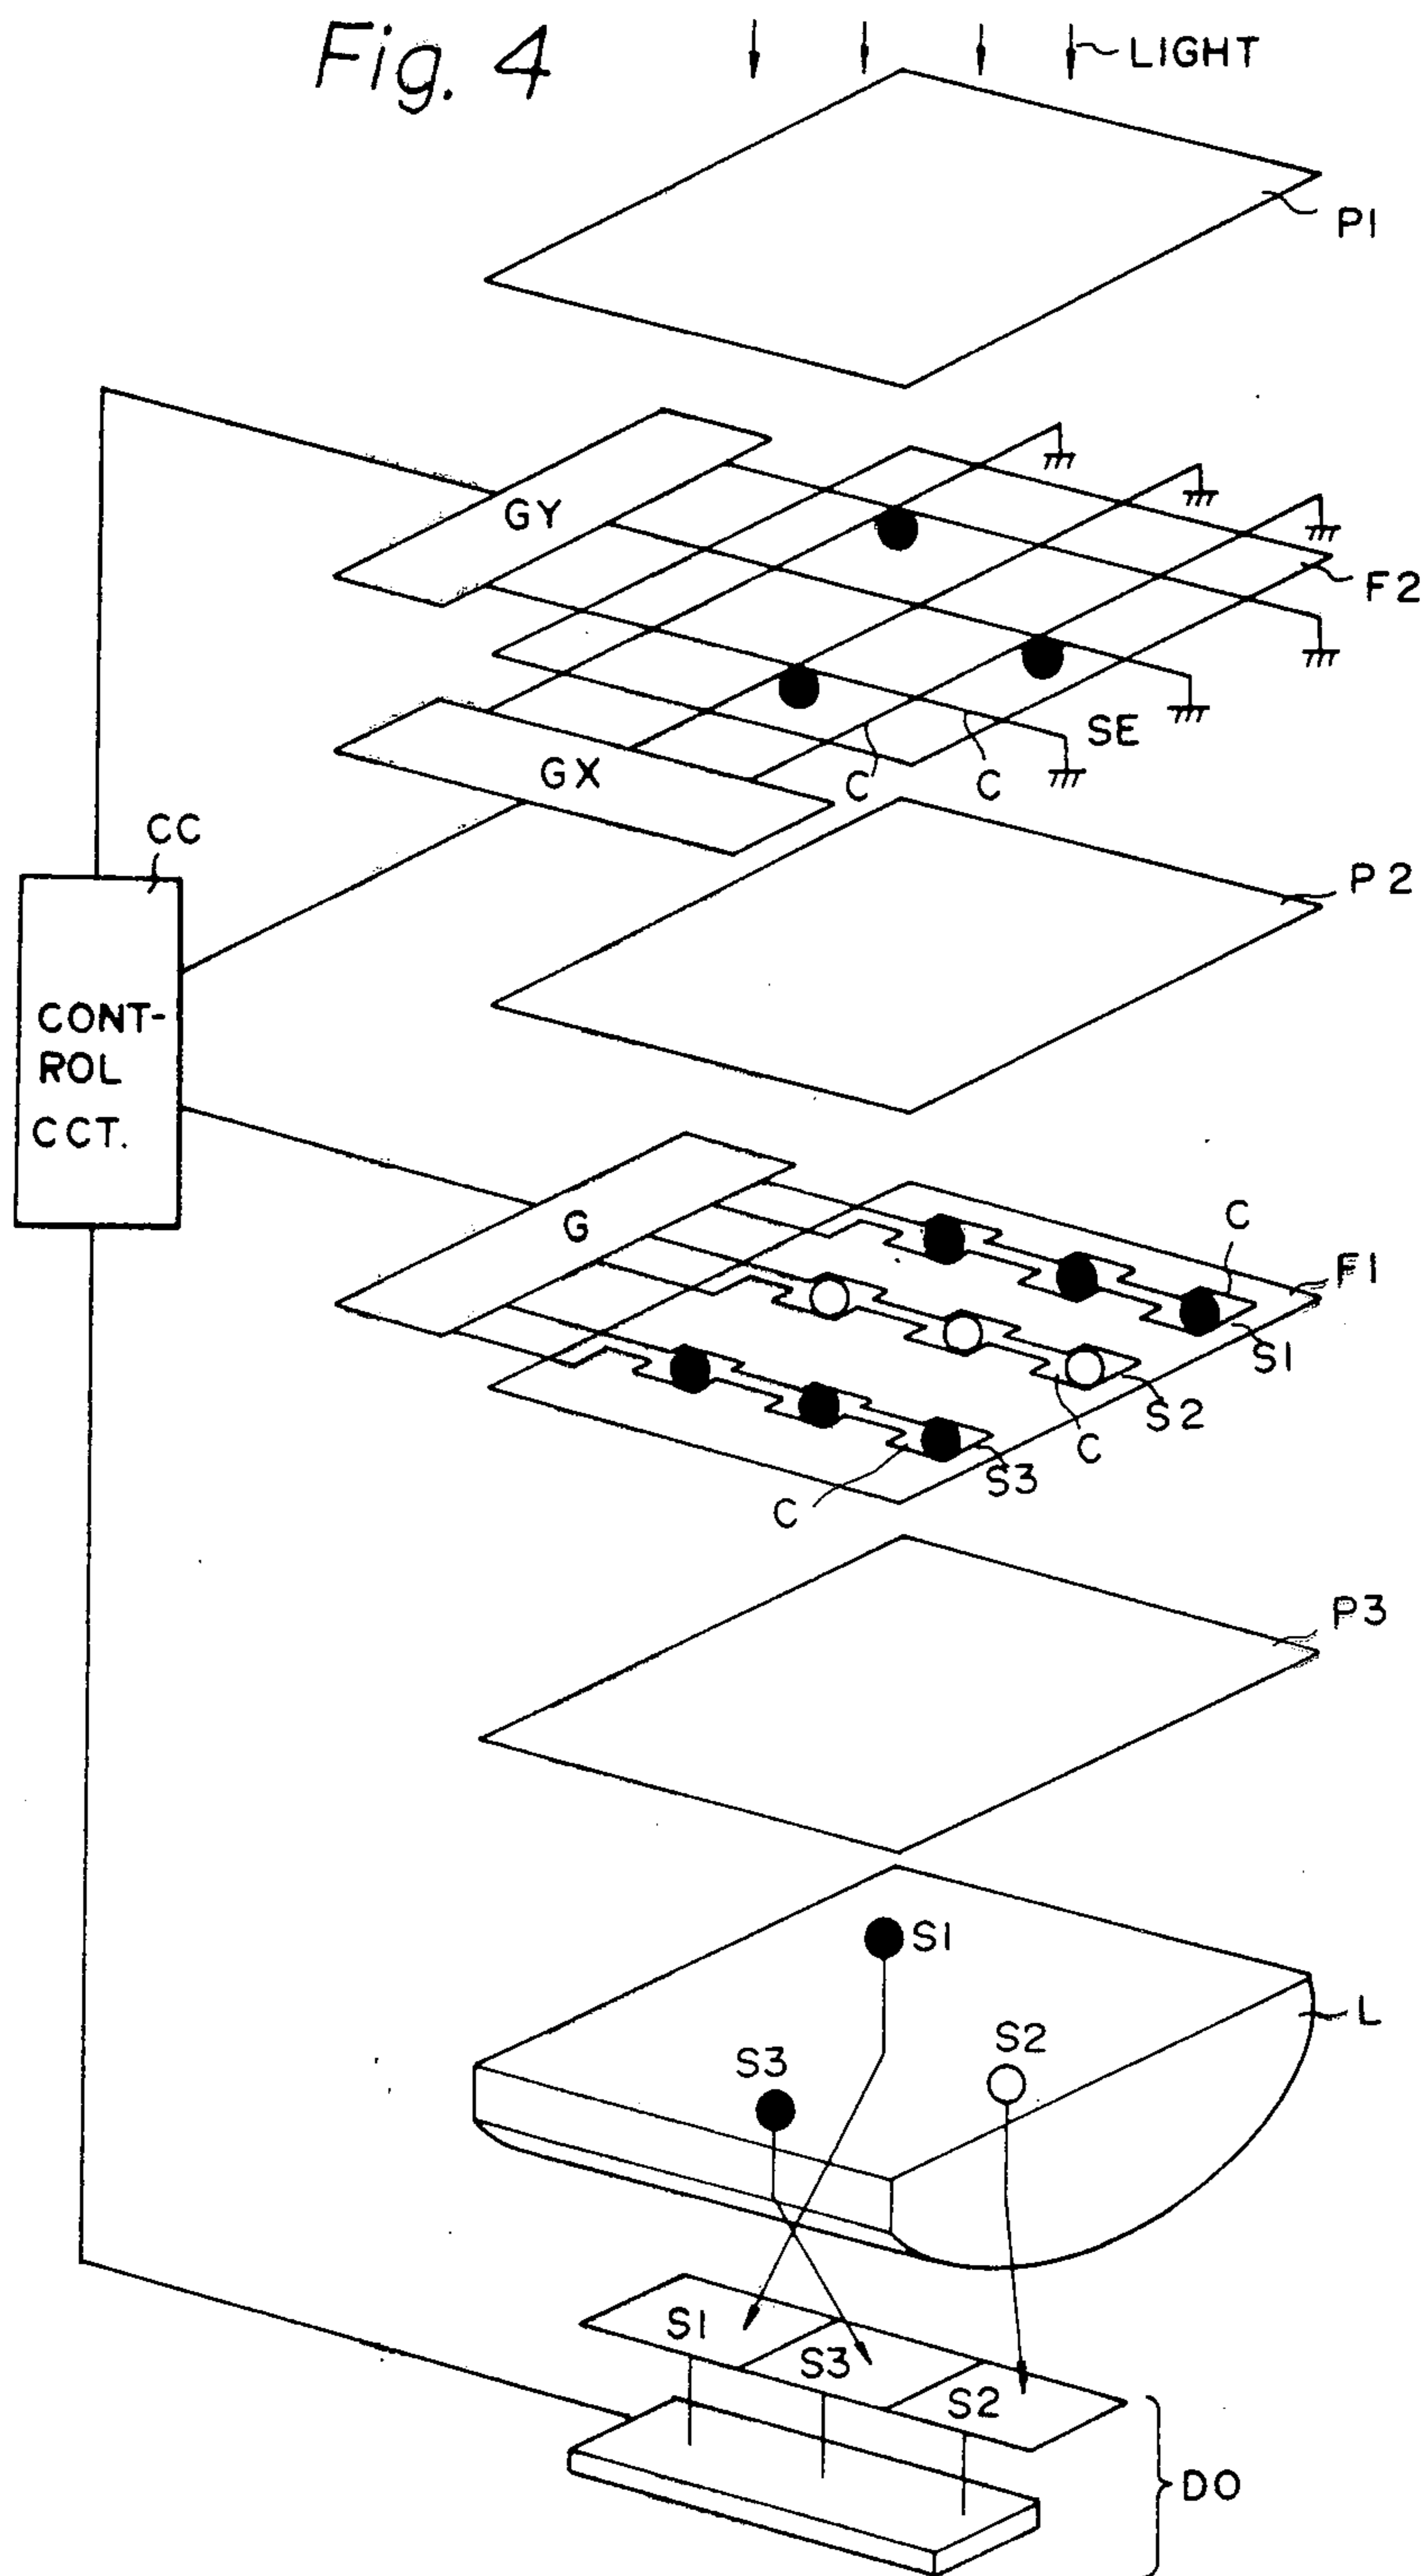 Fig. 4
LIGHT
P1
GY
F2
SE
GX
C
C
CC
P2
CONT-
ROL
CCT.
G
C
F1
S1
S2
C
S3
C
P3
S1
L
S2
S3
S1
S3
S2
DO